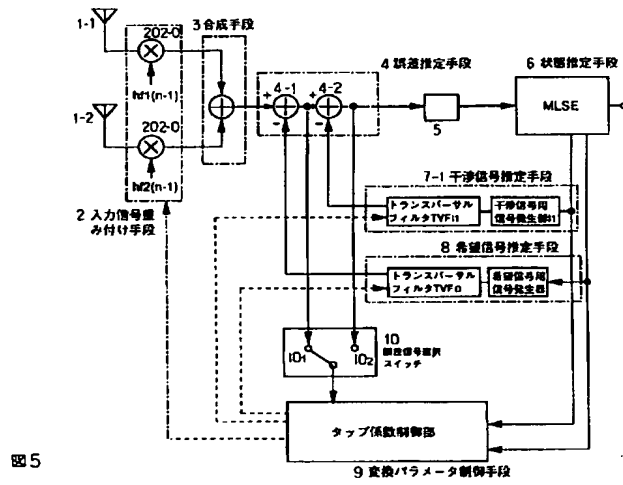 1-1
202-0
3 合成手段
hf1(n-1)
4 誤差推定手段
6 状態推定手段
+ 4-1
+ 4-2
MLSE
5
1-2
202-0
hf2(n-1)
2 入力信号重
み付け手段
7-1 干渉信号推定手段
トランスバーサル
フィルタTVFI1
干渉信号用
信号発生部I1
8 希望信号推定手段
トランスバーサル
フィルタTVFD
希望信号用
信号発生器
10
誤差信号選択
スイッチ
10₁
10₂
タップ係数制御部
9 変換パラメータ制御手段
図5